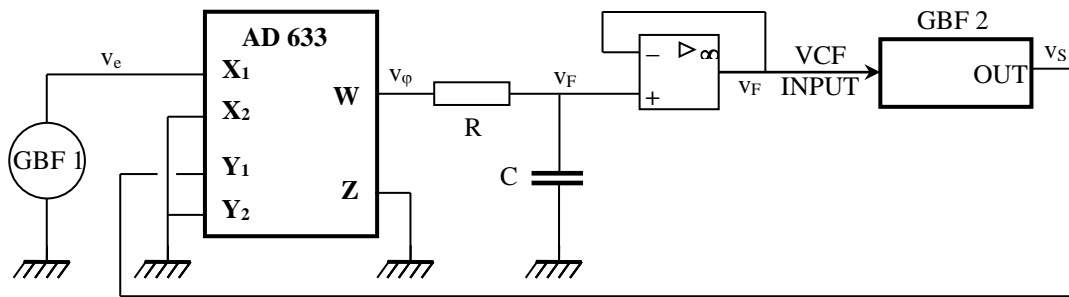 GBF 2
AD 633
v_e
X₁
X₂
Y₁
Y₂
W
Z
v_φ
R
v_F
C
−
+
▷
∞
v_F
VCF
INPUT
OUT
v_S
GBF 1